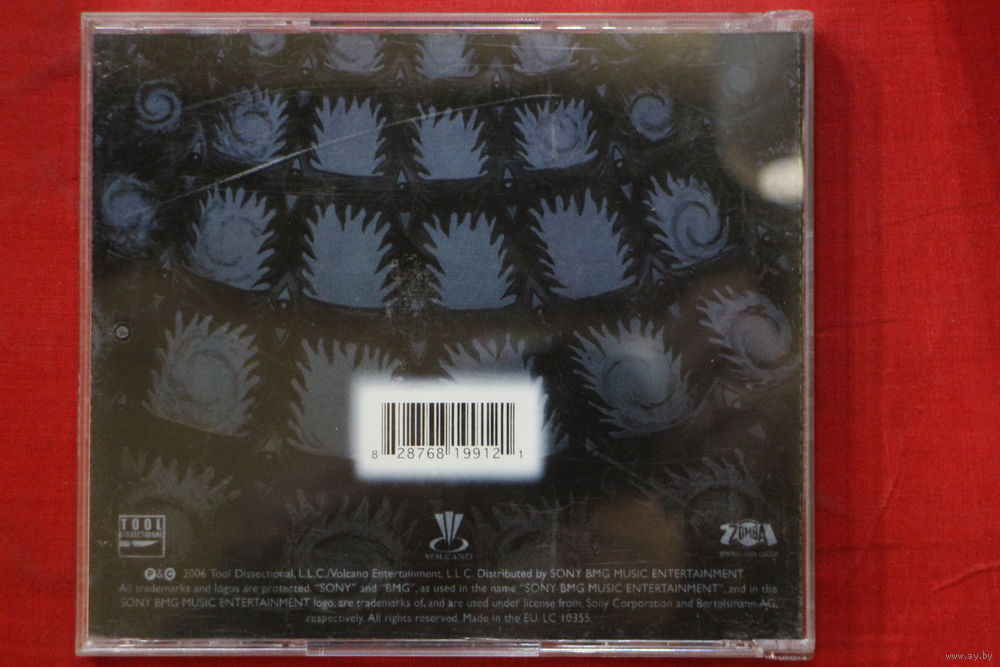 8 28768 19912 1
TOOL
DISSECTIONAL
VOLCANO
ZOMBA
P & C 2006 Tool Dissectional, L.L.C./Volcano Entertainment, L.L.C. Distributed by SONY BMG MUSIC ENTERTAINMENT.
All trademarks and logos are protected. "SONY" and "BMG", as used in the name "SONY BMG MUSIC ENTERTAINMENT", and in the
SONY BMG MUSIC ENTERTAINMENT logo, are trademarks of, and are used under license from, Sony Corporation and Bertelsmann AG,
respectively. All rights reserved. Made in the EU. LC 10355.
www.ay.by